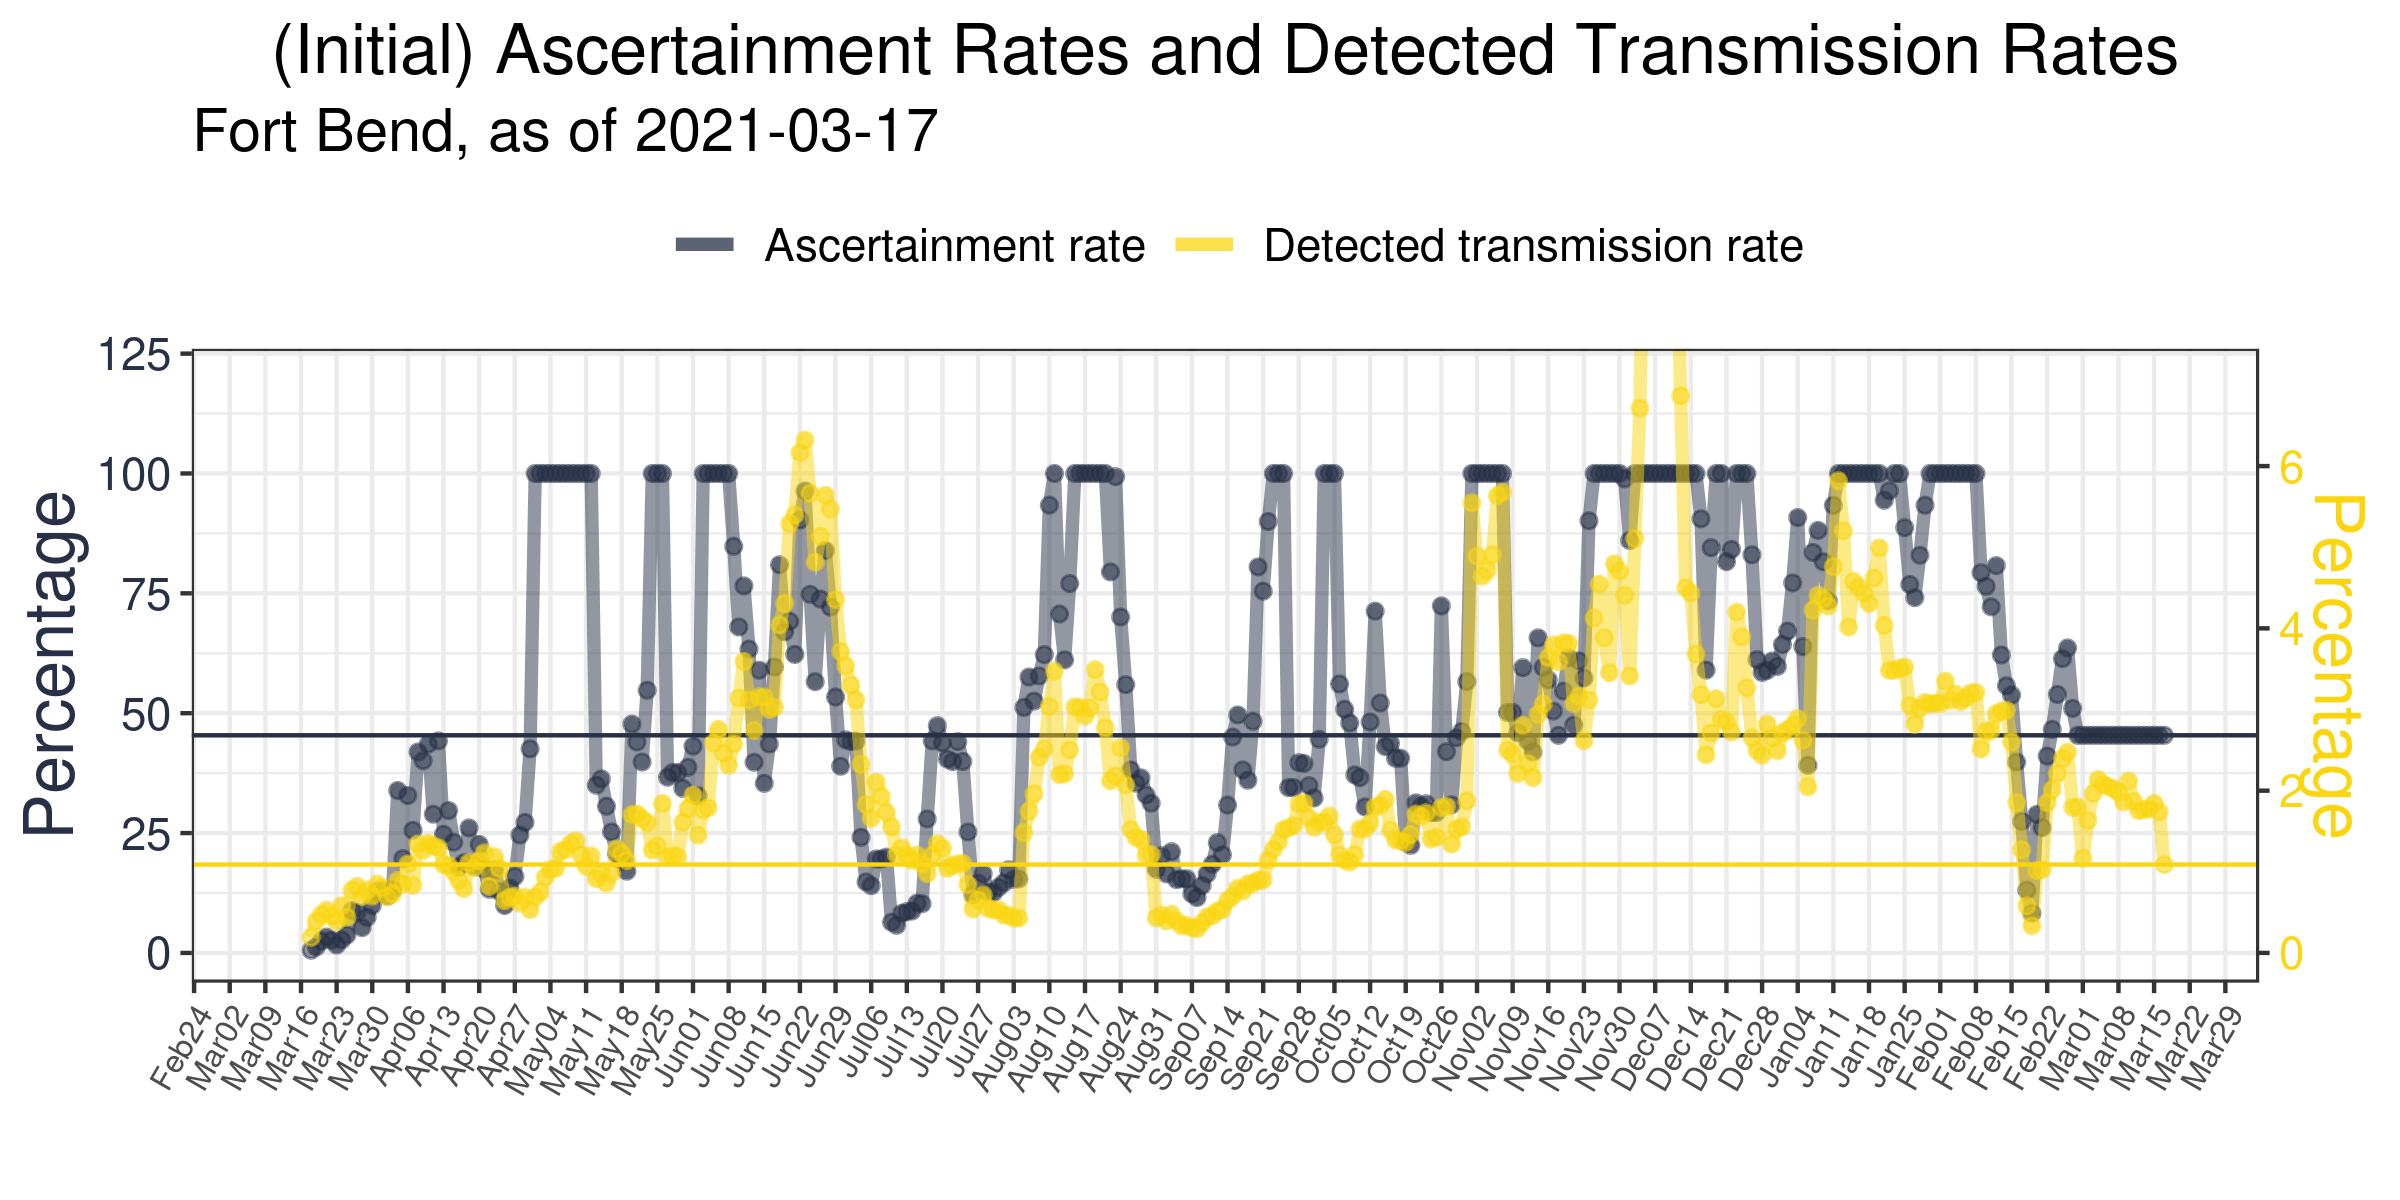 (Initial) Ascertainment Rates and Detected Transmission Rates
Fort Bend, as of 2021-03-17
Ascertainment rate Detected transmission rate
Percentage
125
100
75
50
25
0
6
4
2
0
Percentage
Feb24 Mar02 Mar09 Mar16 Mar23 Mar30 Apr06 Apr13 Apr20 Apr27 May04 May11 May18 May25 Jun01 Jun08 Jun15 Jun22 Jun29 Jul06 Jul13 Jul20 Jul27 Aug03 Aug10 Aug17 Aug24 Aug31 Sep07 Sep14 Sep21 Sep28 Oct05 Oct12 Oct19 Oct26 Nov02 Nov09 Nov16 Nov23 Nov30 Dec07 Dec14 Dec21 Dec28 Jan04 Jan11 Jan18 Jan25 Feb01 Feb08 Feb15 Feb22 Mar01 Mar08 Mar15 Mar22 Mar29